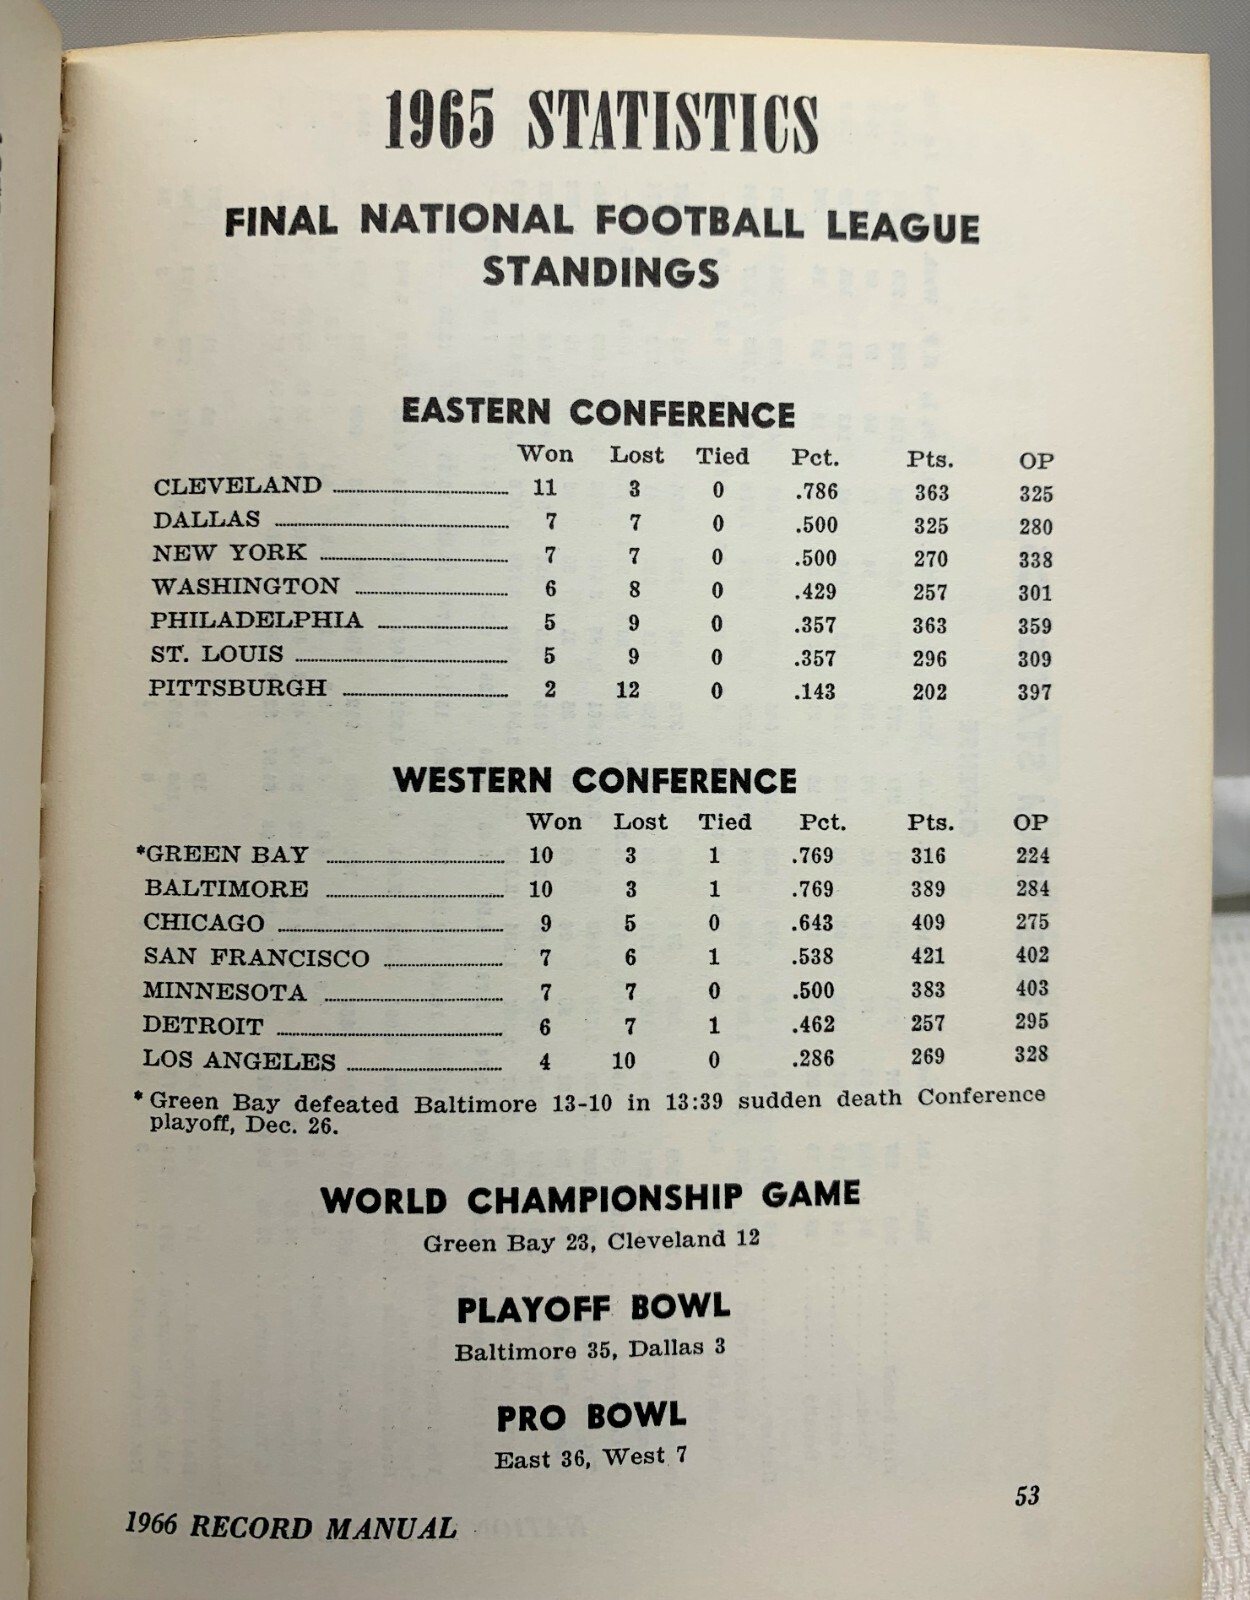 1965 STATISTICS
FINAL NATIONAL FOOTBALL LEAGUE
STANDINGS
EASTERN CONFERENCE
Won Lost Tied Pct. Pts. OP
CLEVELAND 11 3 0 .786 363 325
DALLAS 7 7 0 .500 325 280
NEW YORK 7 7 0 .500 270 338
WASHINGTON 6 8 0 .429 257 301
PHILADELPHIA 5 9 0 .357 363 359
ST. LOUIS 5 9 0 .357 296 309
PITTSBURGH 2 12 0 .143 202 397
WESTERN CONFERENCE
Won Lost Tied Pct. Pts. OP
*GREEN BAY 10 3 1 .769 316 224
BALTIMORE 10 3 1 .769 389 284
CHICAGO 9 5 0 .643 409 275
SAN FRANCISCO 7 6 1 .538 421 402
MINNESOTA 7 7 0 .500 383 403
DETROIT 6 7 1 .462 257 295
LOS ANGELES 4 10 0 .286 269 328
* Green Bay defeated Baltimore 13-10 in 13:39 sudden death Conference
playoff, Dec. 26.
WORLD CHAMPIONSHIP GAME
Green Bay 23, Cleveland 12
PLAYOFF BOWL
Baltimore 35, Dallas 3
PRO BOWL
East 36, West 7
53
1966 RECORD MANUAL